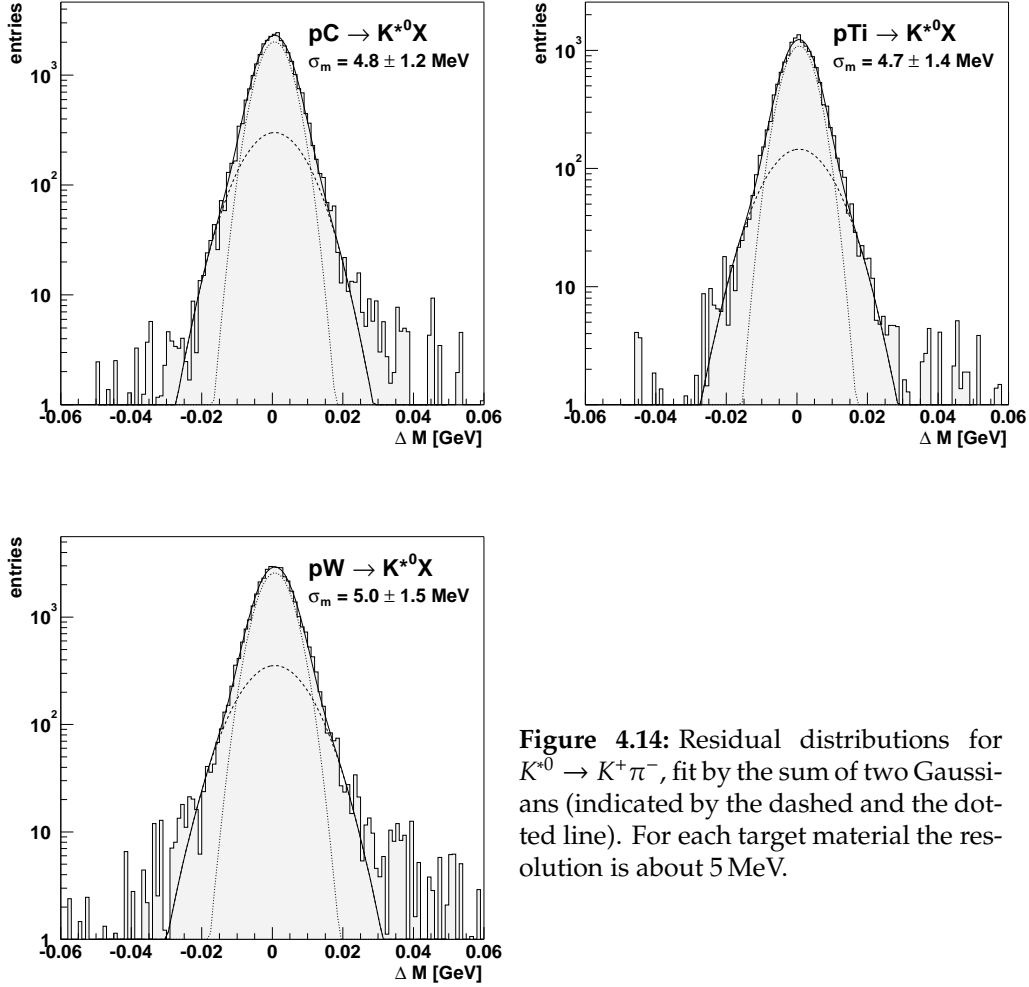 entries
pC → K*⁰X
σm = 4.8 ± 1.2 MeV
10³
10²
10
1
-0.06 -0.04 -0.02 0 0.02 0.04 0.06
Δ M [GeV]
entries
pTi → K*⁰X
σm = 4.7 ± 1.4 MeV
10³
10²
10
1
-0.06 -0.04 -0.02 0 0.02 0.04 0.06
Δ M [GeV]
entries
pW → K*⁰X
σm = 5.0 ± 1.5 MeV
10³
10²
10
1
-0.06 -0.04 -0.02 0 0.02 0.04 0.06
Δ M [GeV]
Figure 4.14: Residual distributions for
K*⁰ → K⁺π⁻, fit by the sum of two Gaussi-
ans (indicated by the dashed and the dot-
ted line). For each target material the res-
olution is about 5 MeV.